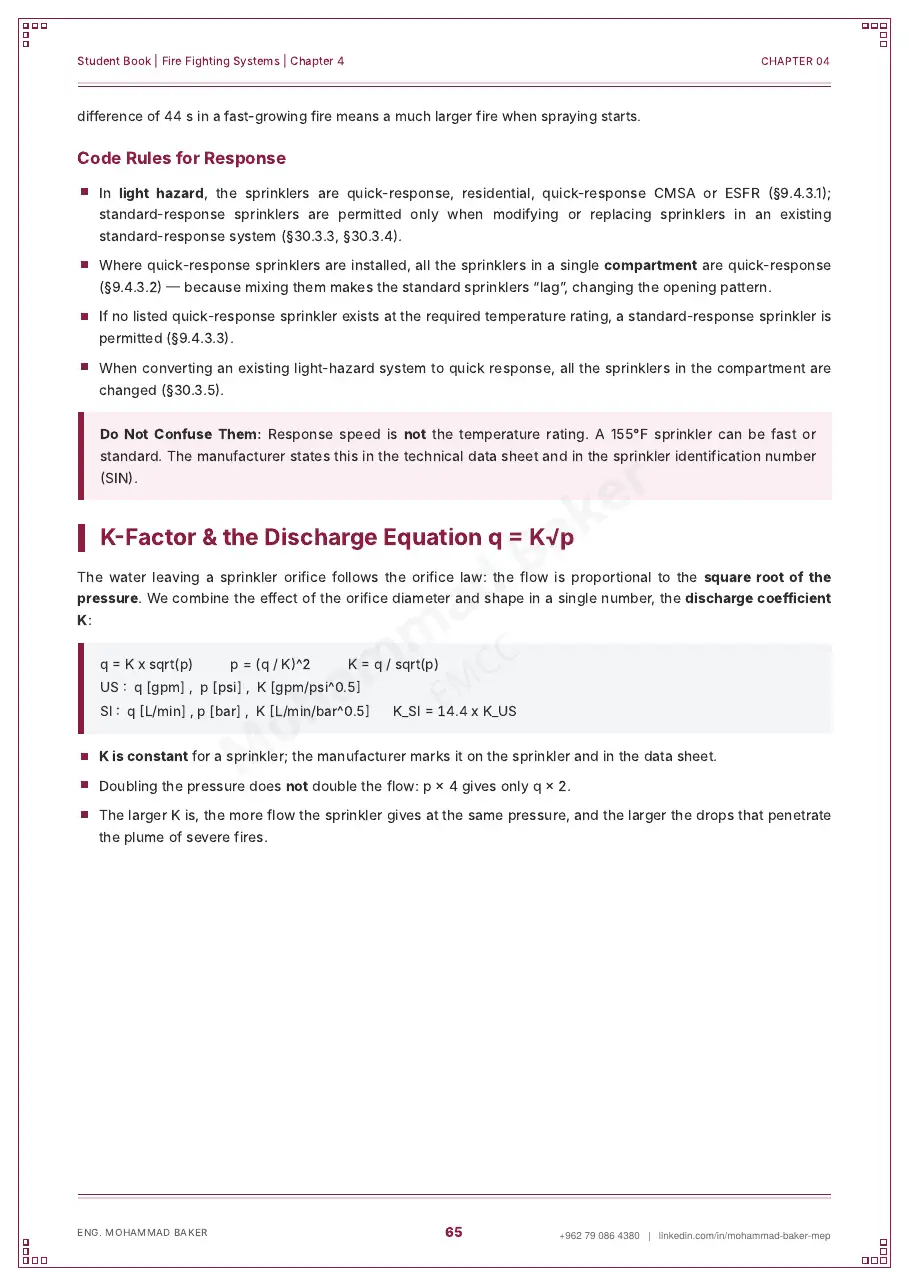 Student Book | Fire Fighting Systems | Chapter 4
CHAPTER 04
difference of 44 s in a fast-growing fire means a much larger fire when spraying starts.
Code Rules for Response
In light hazard, the sprinklers are quick-response, residential, quick-response CMSA or ESFR (§9.4.3.1);
standard-response sprinklers are permitted only when modifying or replacing sprinklers in an existing
standard-response system (§30.3.3, §30.3.4).
Where quick-response sprinklers are installed, all the sprinklers in a single compartment are quick-response
(§9.4.3.2) — because mixing them makes the standard sprinklers “lag”, changing the opening pattern.
If no listed quick-response sprinkler exists at the required temperature rating, a standard-response sprinkler is
permitted (§9.4.3.3).
When converting an existing light-hazard system to quick response, all the sprinklers in the compartment are
changed (§30.3.5).
Do Not Confuse Them: Response speed is not the temperature rating. A 155°F sprinkler can be fast or
standard. The manufacturer states this in the technical data sheet and in the sprinkler identification number
(SIN).
K-Factor & the Discharge Equation q = K√p
The water leaving a sprinkler orifice follows the orifice law: the flow is proportional to the square root of the
pressure. We combine the effect of the orifice diameter and shape in a single number, the discharge coefficient
K:
q = K x sqrt(p) p = (q / K)^2 K = q / sqrt(p)
US : q [gpm] , p [psi] , K [gpm/psi^0.5]
SI : q [L/min] , p [bar] , K [L/min/bar^0.5] K_SI = 14.4 x K_US
K is constant for a sprinkler; the manufacturer marks it on the sprinkler and in the data sheet.
Doubling the pressure does not double the flow: p × 4 gives only q × 2.
The larger K is, the more flow the sprinkler gives at the same pressure, and the larger the drops that penetrate
the plume of severe fires.
Mohammad Baker
EMCC
ENG. MOHAMMAD BAKER
65
+962 79 086 4380 | linkedin.com/in/mohammad-baker-mep